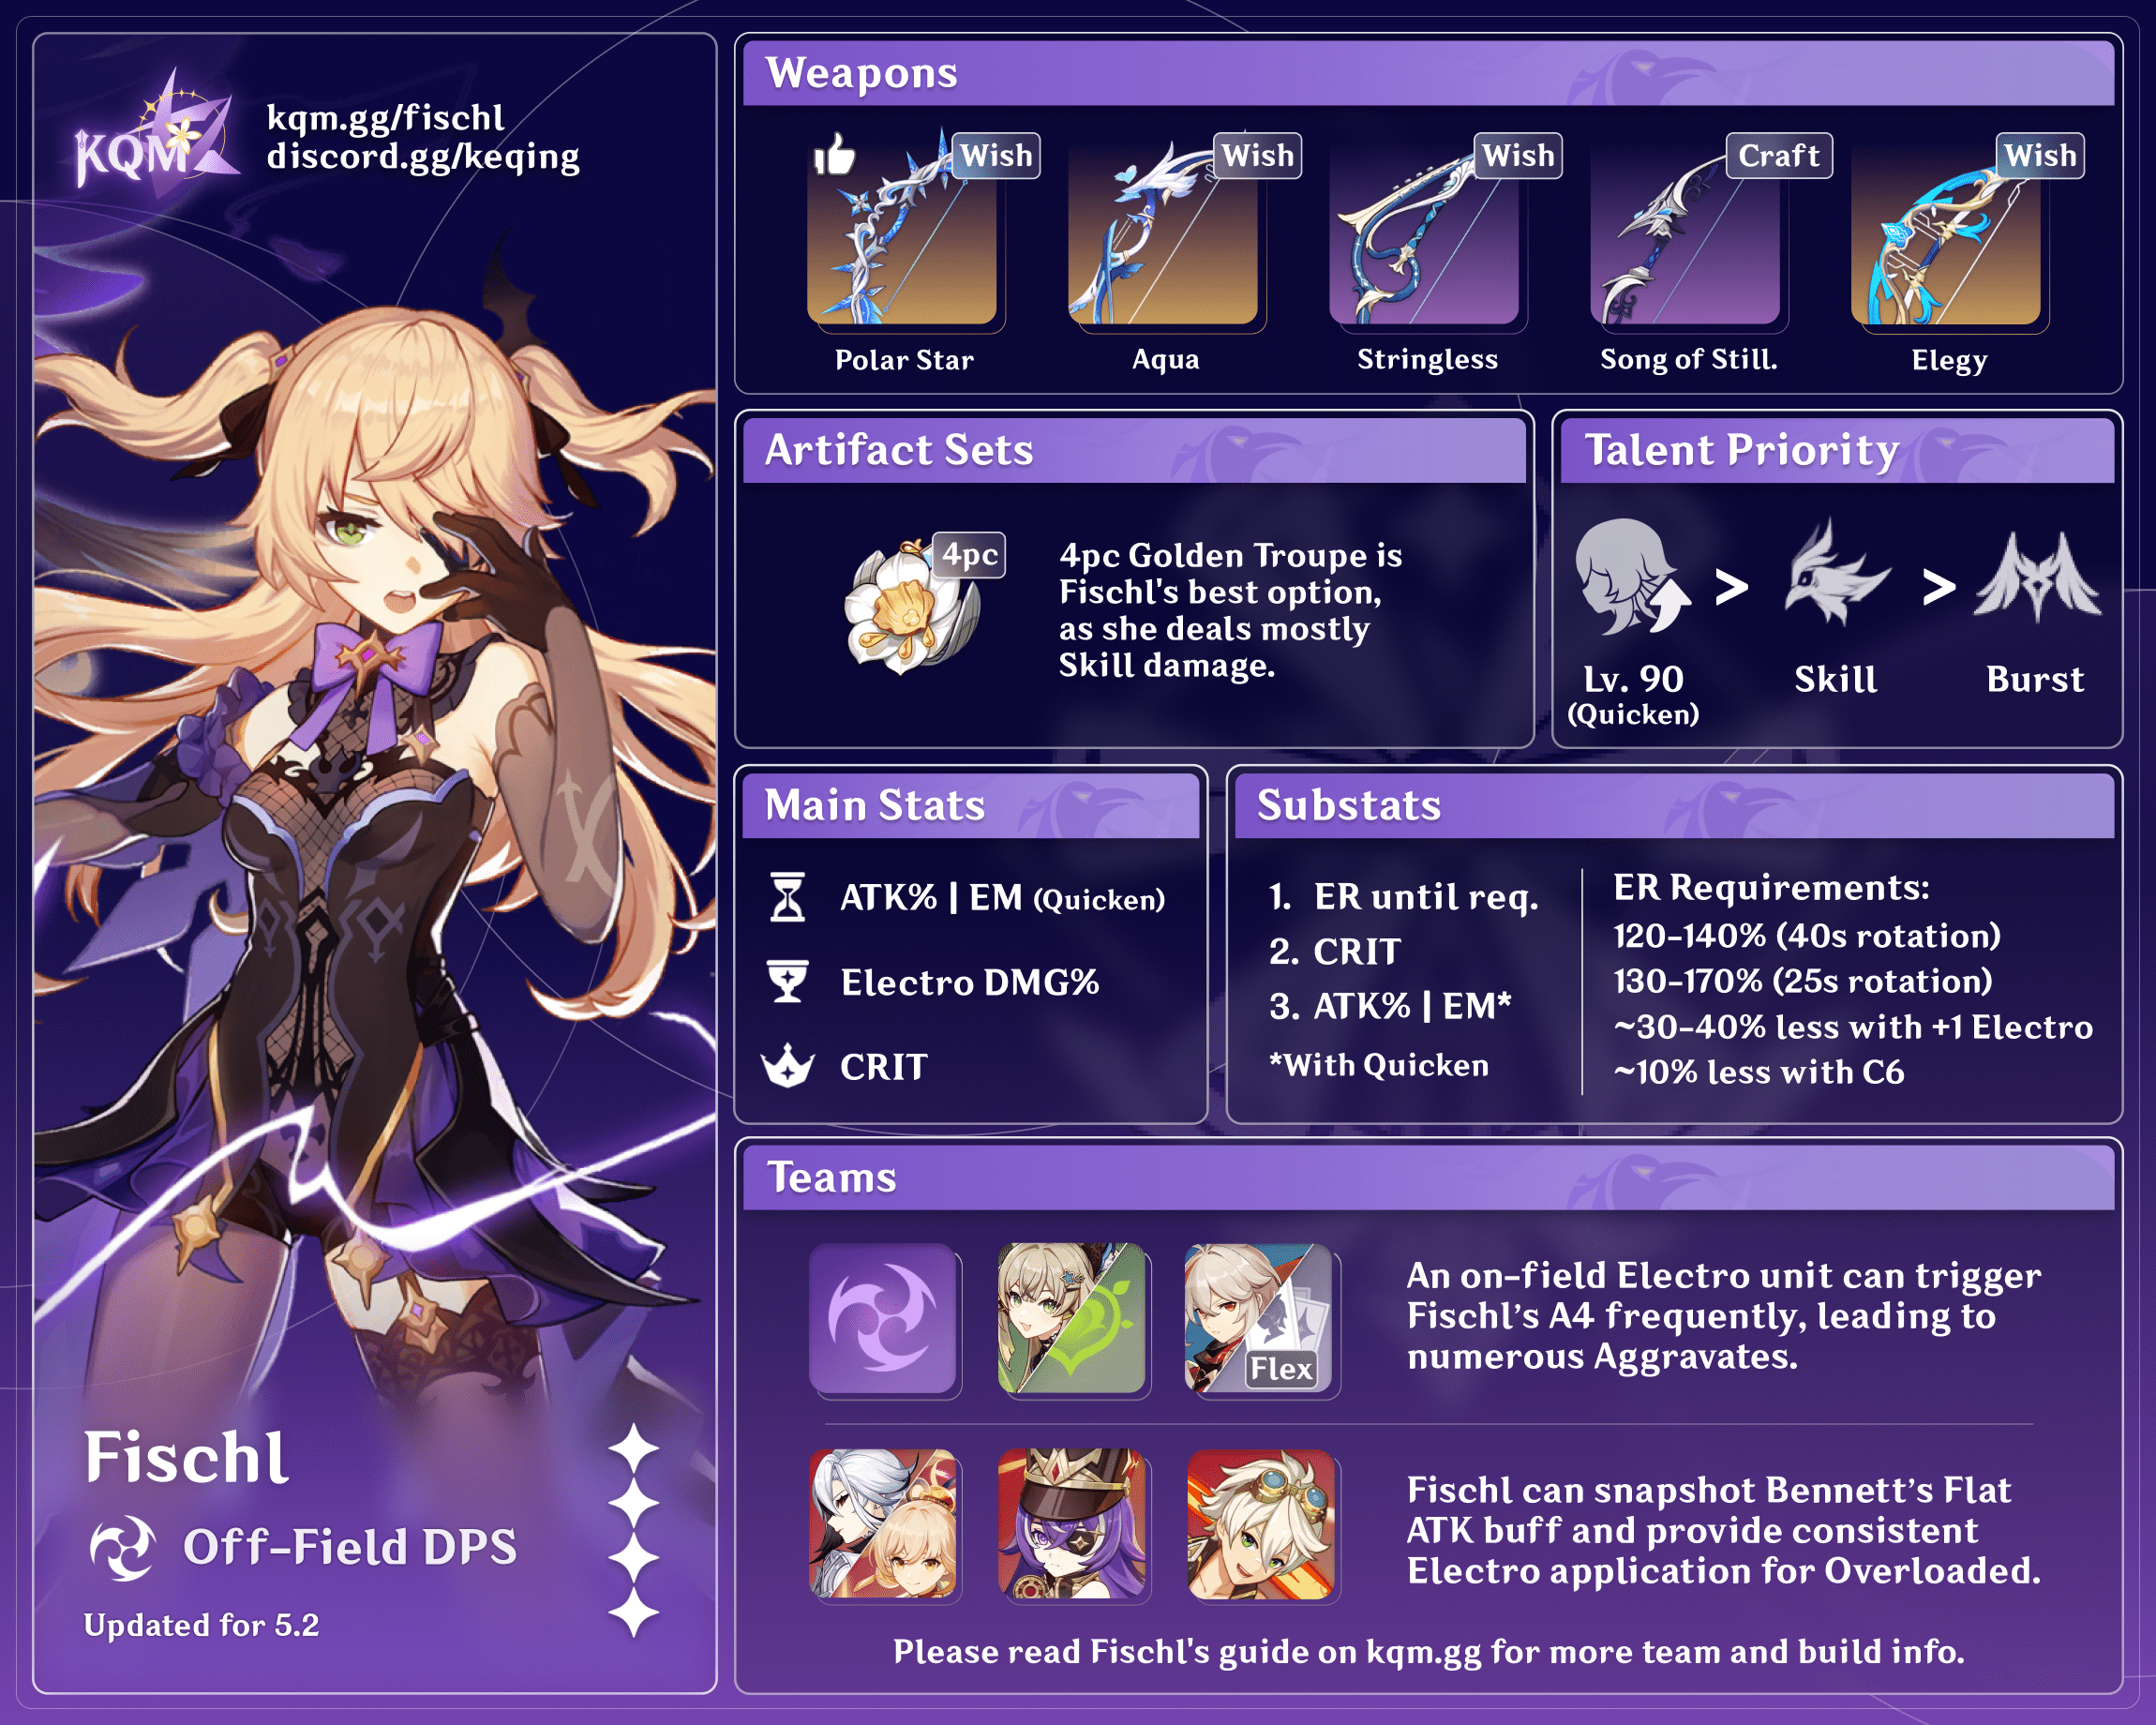 KQM
kqm.gg/fischl
discord.gg/keqing
Fischl
Off-Field DPS
Updated for 5.2
Weapons
Wish
Wish
Wish
Craft
Wish
Polar Star
Aqua
Stringless
Song of Still.
Elegy
Artifact Sets
4pc
4pc Golden Troupe is
Fischl's best option,
as she deals mostly
Skill damage.
Talent Priority
>
>
Lv. 90
(Quicken)
Skill
Burst
Main Stats
ATK% | EM (Quicken)
Electro DMG%
CRIT
Substats
1. ER until req.
2. CRIT
3. ATK% | EM*
*With Quicken
ER Requirements:
120-140% (40s rotation)
130-170% (25s rotation)
~30-40% less with +1 Electro
~10% less with C6
Teams
Flex
An on-field Electro unit can trigger
Fischl’s A4 frequently, leading to
numerous Aggravates.
Fischl can snapshot Bennett’s Flat
ATK buff and provide consistent
Electro application for Overloaded.
Please read Fischl's guide on kqm.gg for more team and build info.